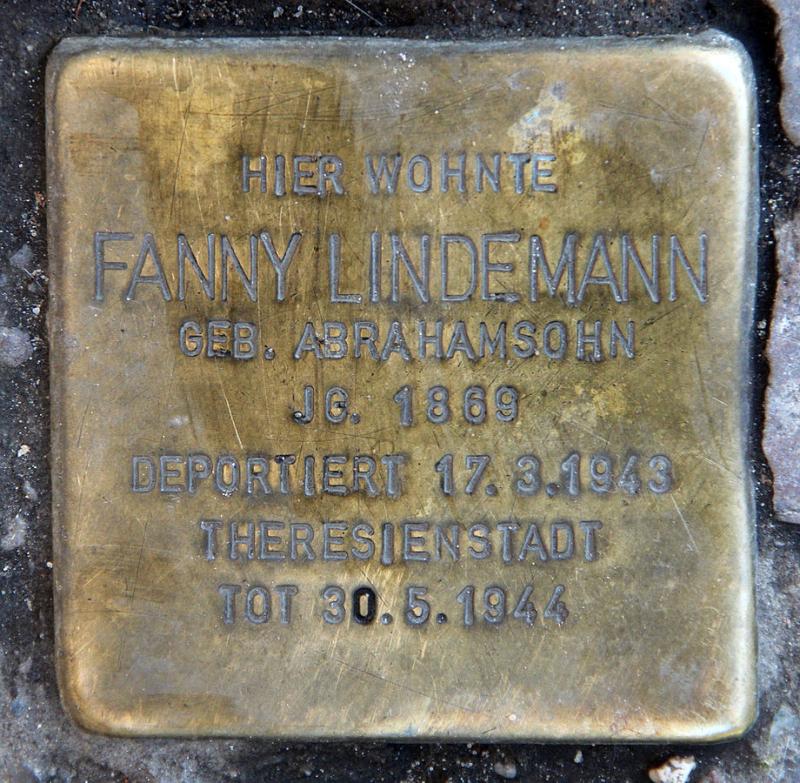 HIER WOHNTE
FANNY LINDEMANN
GEB. ABRAHAMSOHN
JG. 1869
DEPORTIERT 17.3.1943
THERESIENSTADT
TOT 30.5.1944